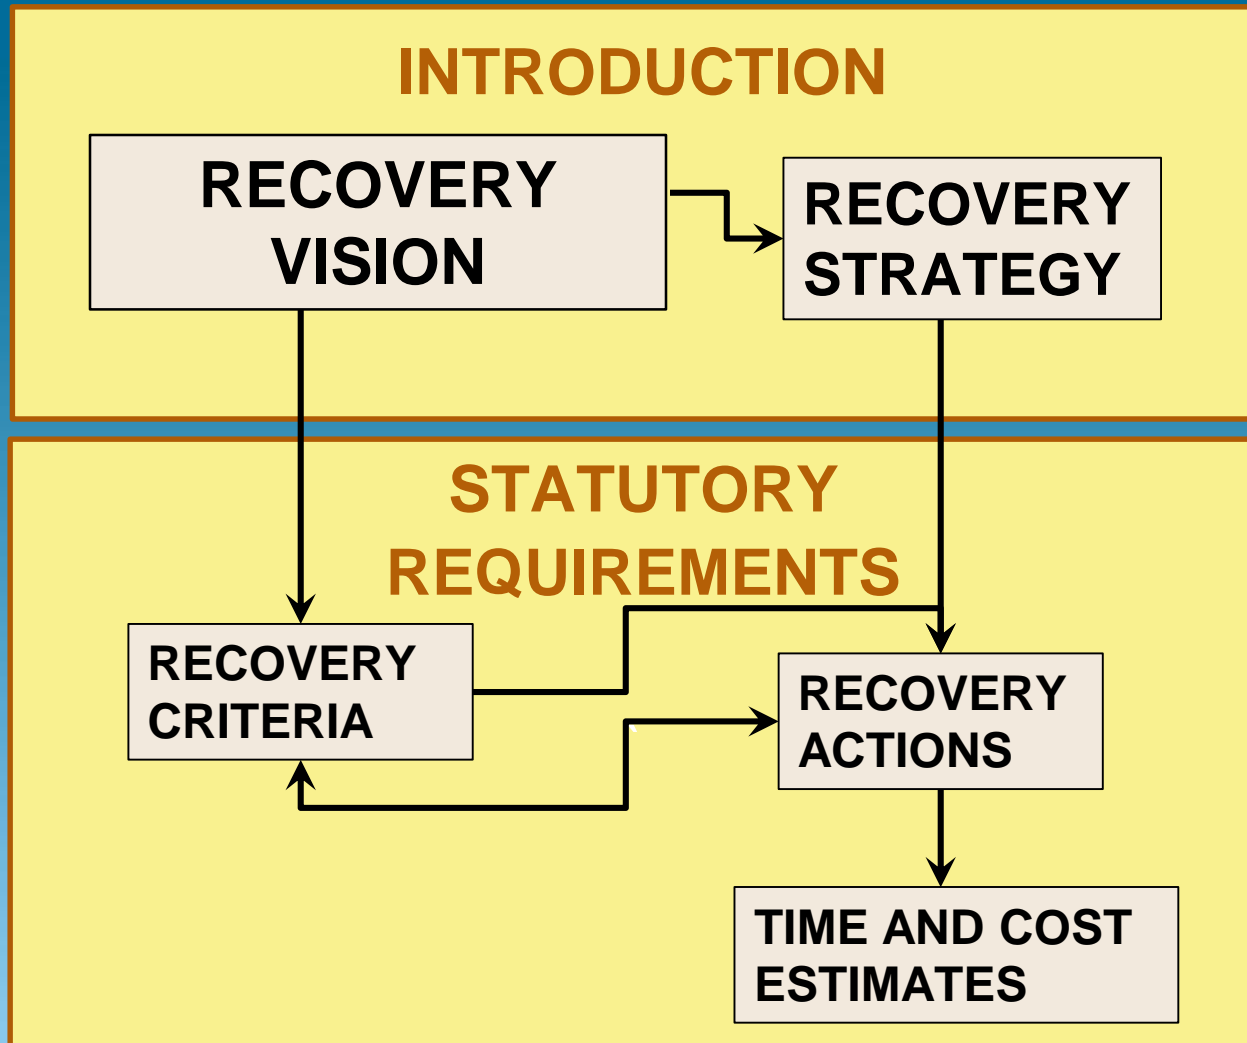 INTRODUCTION
RECOVERY
VISION
RECOVERY
STRATEGY
STATUTORY
REQUIREMENTS
RECOVERY
CRITERIA
RECOVERY
ACTIONS
TIME AND COST
ESTIMATES